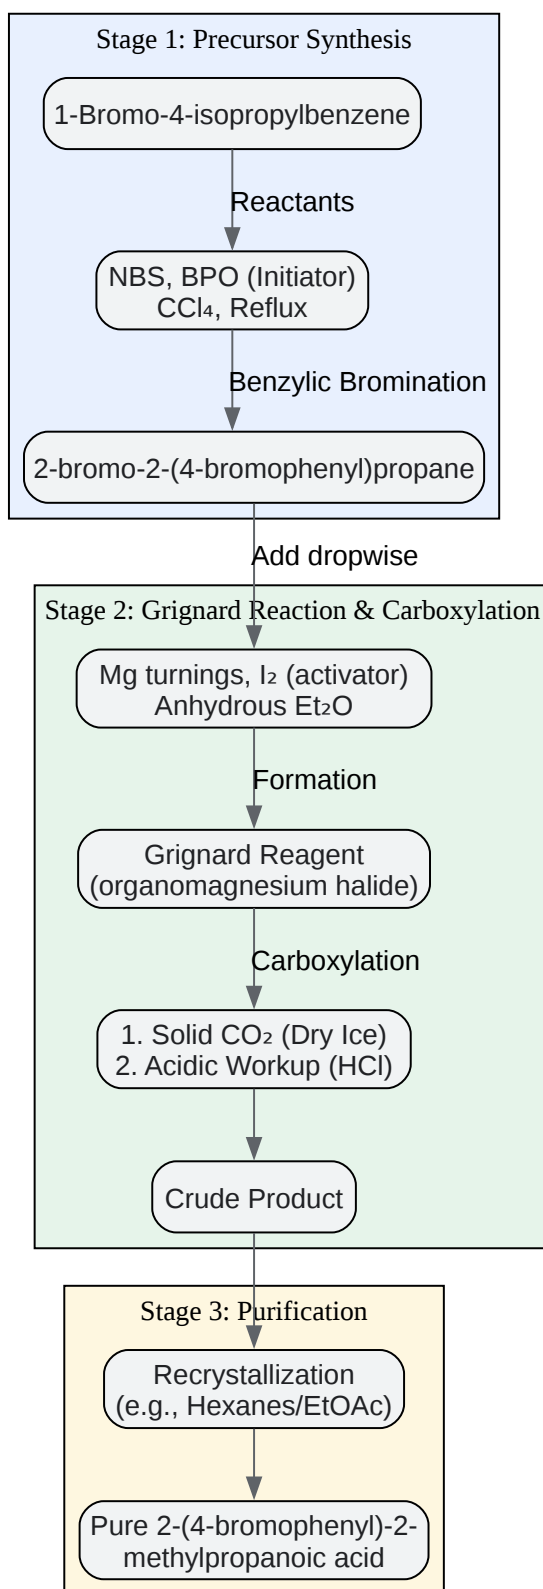 Stage 1: Precursor Synthesis
1-Bromo-4-isopropylbenzene
Reactants
NBS, BPO (Initiator)
CCl₄, Reflux
Benzylic Bromination
2-bromo-2-(4-bromophenyl)propane
Add dropwise
Stage 2: Grignard Reaction & Carboxylation
Mg turnings, I₂ (activator)
Anhydrous Et₂O
Formation
Grignard Reagent
(organomagnesium halide)
Carboxylation
1. Solid CO₂ (Dry Ice)
2. Acidic Workup (HCl)
Crude Product
Stage 3: Purification
Recrystallization
(e.g., Hexanes/EtOAc)
Pure 2-(4-bromophenyl)-2-
methylpropanoic acid